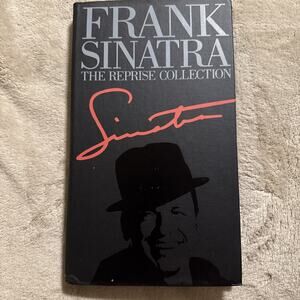 FRANK
SINATRA
THE REPRISE COLLECTION
Sinatra